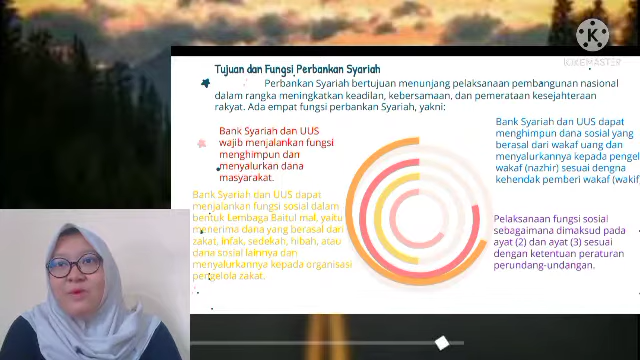 K
KINEMASTER
Tujuan dan Fungsi Perbankan Syariah
Perbankan Syariah bertujuan menunjang pelaksanaan pembangunan nasional
dalam rangka meningkatkan keadilan, kebersamaan, dan pemerataan kesejahteraan
rakyat. Ada empat fungsi perbankan Syariah, yakni:
Bank Syariah dan UUS
wajib menjalankan fungsi
menghimpun dan
menyalurkan dana
masyarakat.
Bank Syariah dan UUS dapat
menjalankan fungsi sosial dalam
bentuk Lembaga Baitul mal, yaitu
menerima dana yang berasal dari
zakat, infak, sedekah, hibah, atau
dana sosial lainnya dan
menyalurkannya kepada organisasi
pengelola zakat.
Bank Syariah dan UUS dapat
menghimpun dana sosial yang
berasal dari wakaf uang dan
menyalurkannya kepada pengel
wakaf (nazhir) sesuai dengna
kehendak pemberi wakaf (wakif
Pelaksanaan fungsi sosial
sebagaimana dimaksud pada
ayat (2) dan ayat (3) sesuai
dengan ketentuan peraturan
perundang-undangan.